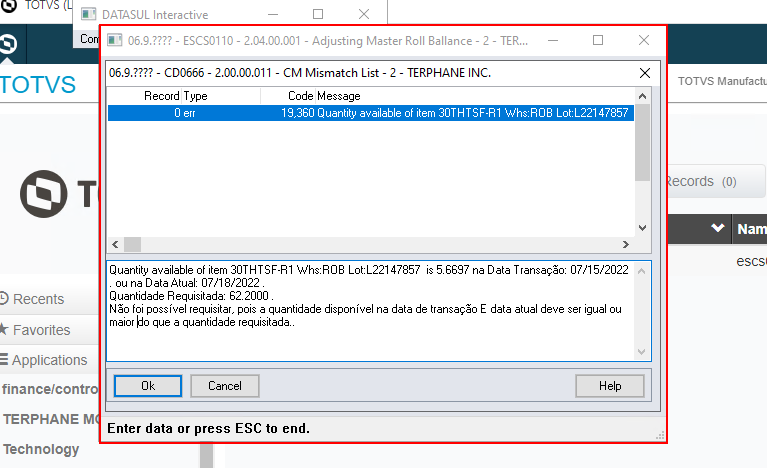 TOTVS (L
DATASUL Interactive
Con
06.9.???? - ESCS0110 - 2.04.00.001 - Adjusting Master Roll Ballance - 2 - TER...
06.9.???? - CD0666 - 2.00.00.011 - CM Mismatch List - 2 - TERPHANE INC.
TOTVS
TOTVS Manufactu
Record Type Code Message
0 err 19,360 Quantity available of item 30THTSF-R1 Whs:ROB Lot:L22147857
Records (0)
Nam
escs
Quantity available of item 30THTSF-R1 Whs:ROB Lot:L22147857 is 5.6697 na Data Transação: 07/15/2022
. ou na Data Atual: 07/18/2022 .
Quantidade Requisitada: 62.2000 .
Não foi possível requisitar, pois a quantidade disponível na data de transação E data atual deve ser igual ou
maior do que a quantidade requisitada..
Recents
Favorites
Applications
finance/contro
TERPHANE MO
Technology
Ok
Cancel
Help
Enter data or press ESC to end.